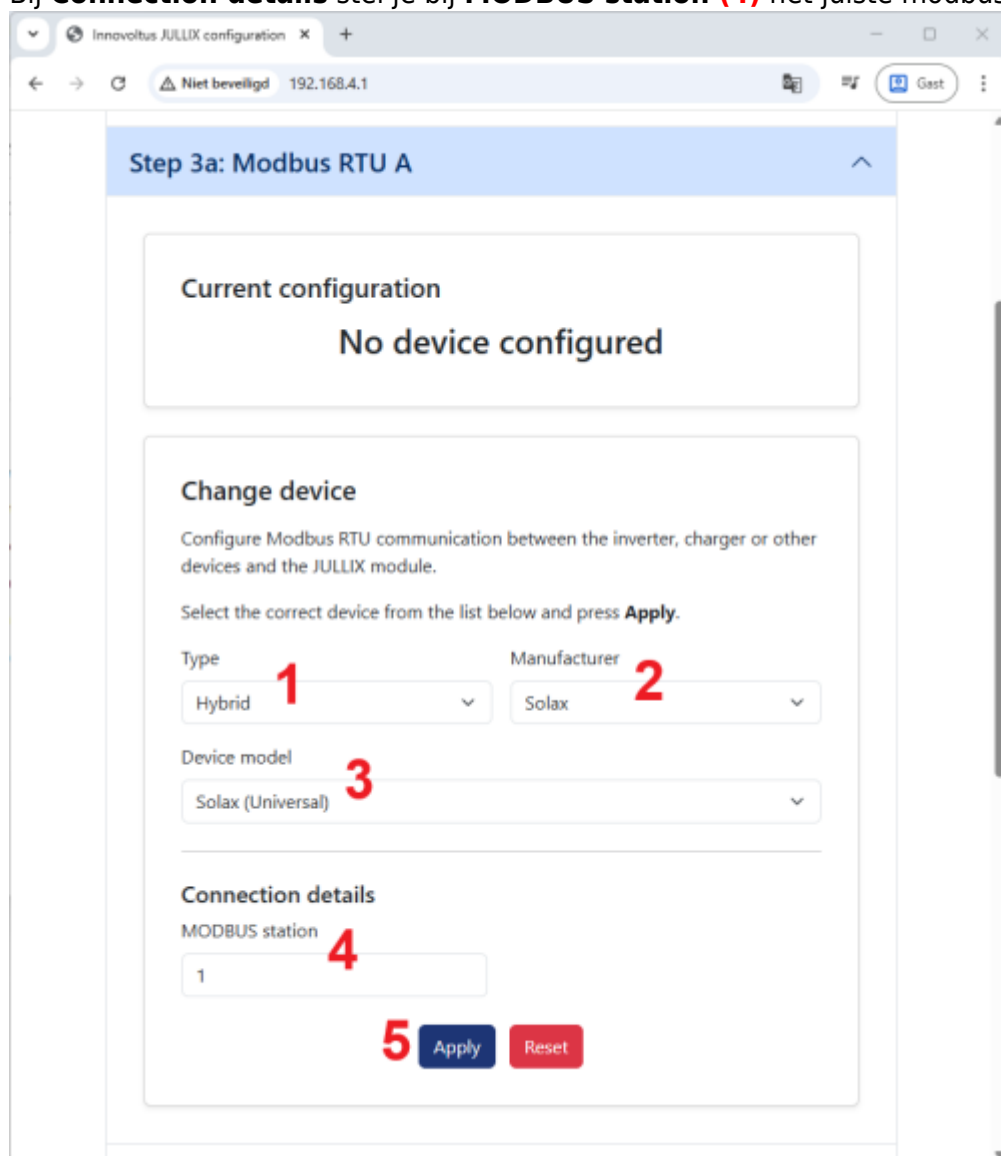 Bij Connection details stel je bij MODBUS station (4) het juiste modbus
Innovoltus JULLIX configuration
Niet beveiligd 192.168.4.1
Gast
Step 3a: Modbus RTU A
Current configuration
No device configured
Change device
Configure Modbus RTU communication between the inverter, charger or other
devices and the JULLIX module.
Select the correct device from the list below and press Apply.
Type 1
Manufacturer 2
Hybrid
Solax
Device model 3
Solax (Universal)
Connection details
MODBUS station 4
1
5 Apply Reset